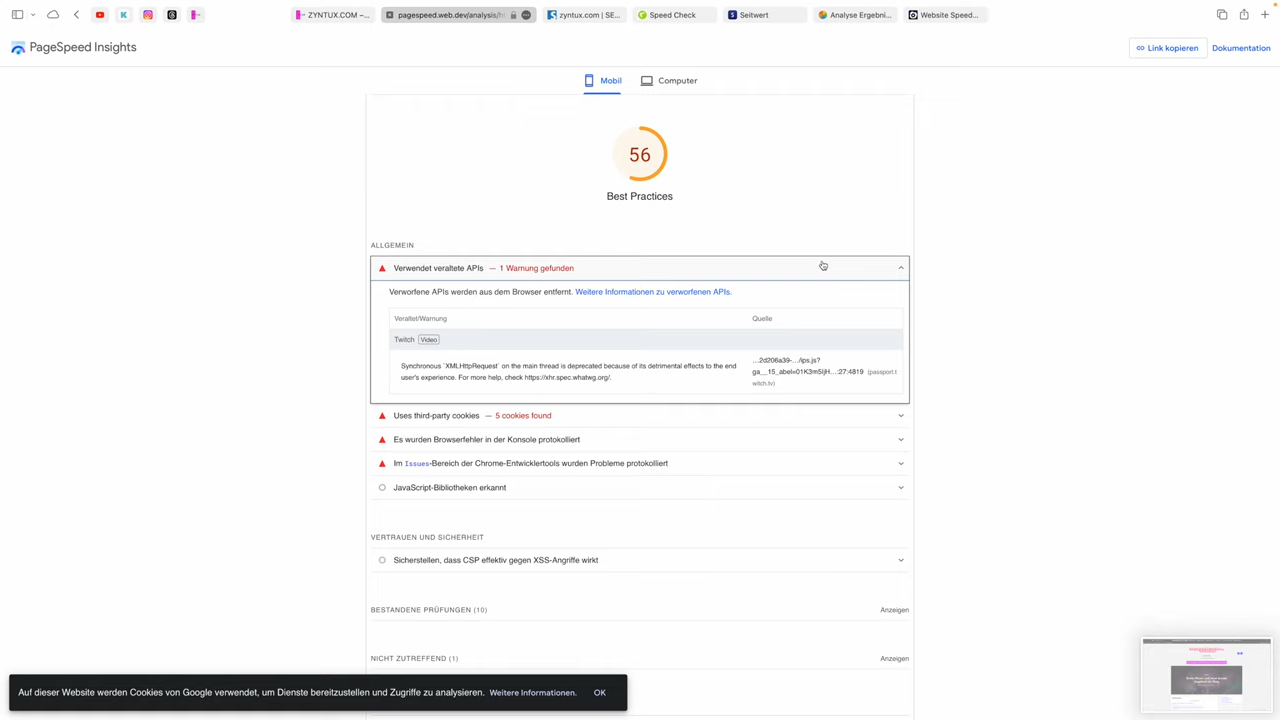 ZYNTUX.COM –...
pagespeed.web.dev/analysis/ht
zyntux.com | SE...
Speed Check
Seitwert
Analyse Ergebni...
Website Speed...
PageSpeed Insights
Link kopieren
Dokumentation
Mobil
Computer
56
Best Practices
ALLGEMEIN
Verwendet veraltete APIs — 1 Warnung gefunden
Verworfene APIs werden aus dem Browser entfernt. Weitere Informationen zu verworfenen APIs.
Veraltet/Warnung
Quelle
Twitch Video
Synchronous `XMLHttpRequest` on the main thread is deprecated because of its detrimental effects to the end
user's experience. For more help, check https://xhr.spec.whatwg.org/.
…2d206a39-…/ips.js?
:27:4819 (passport.t
witch.tv)
Uses third-party cookies — 5 cookies found
Es wurden Browserfehler in der Konsole protokolliert
Im Issues-Bereich der Chrome-Entwicklertools wurden Probleme protokolliert
JavaScript-Bibliotheken erkannt
VERTRAUEN UND SICHERHEIT
Sicherstellen, dass CSP effektiv gegen XSS-Angriffe wirkt
BESTANDENE PRÜFUNGEN (10)
Anzeigen
NICHT ZUTREFFEND (1)
Anzeigen
Auf dieser Website werden Cookies von Google verwendet, um Dienste bereitzustellen und Zugriffe zu analysieren. Weitere Informationen.
OK